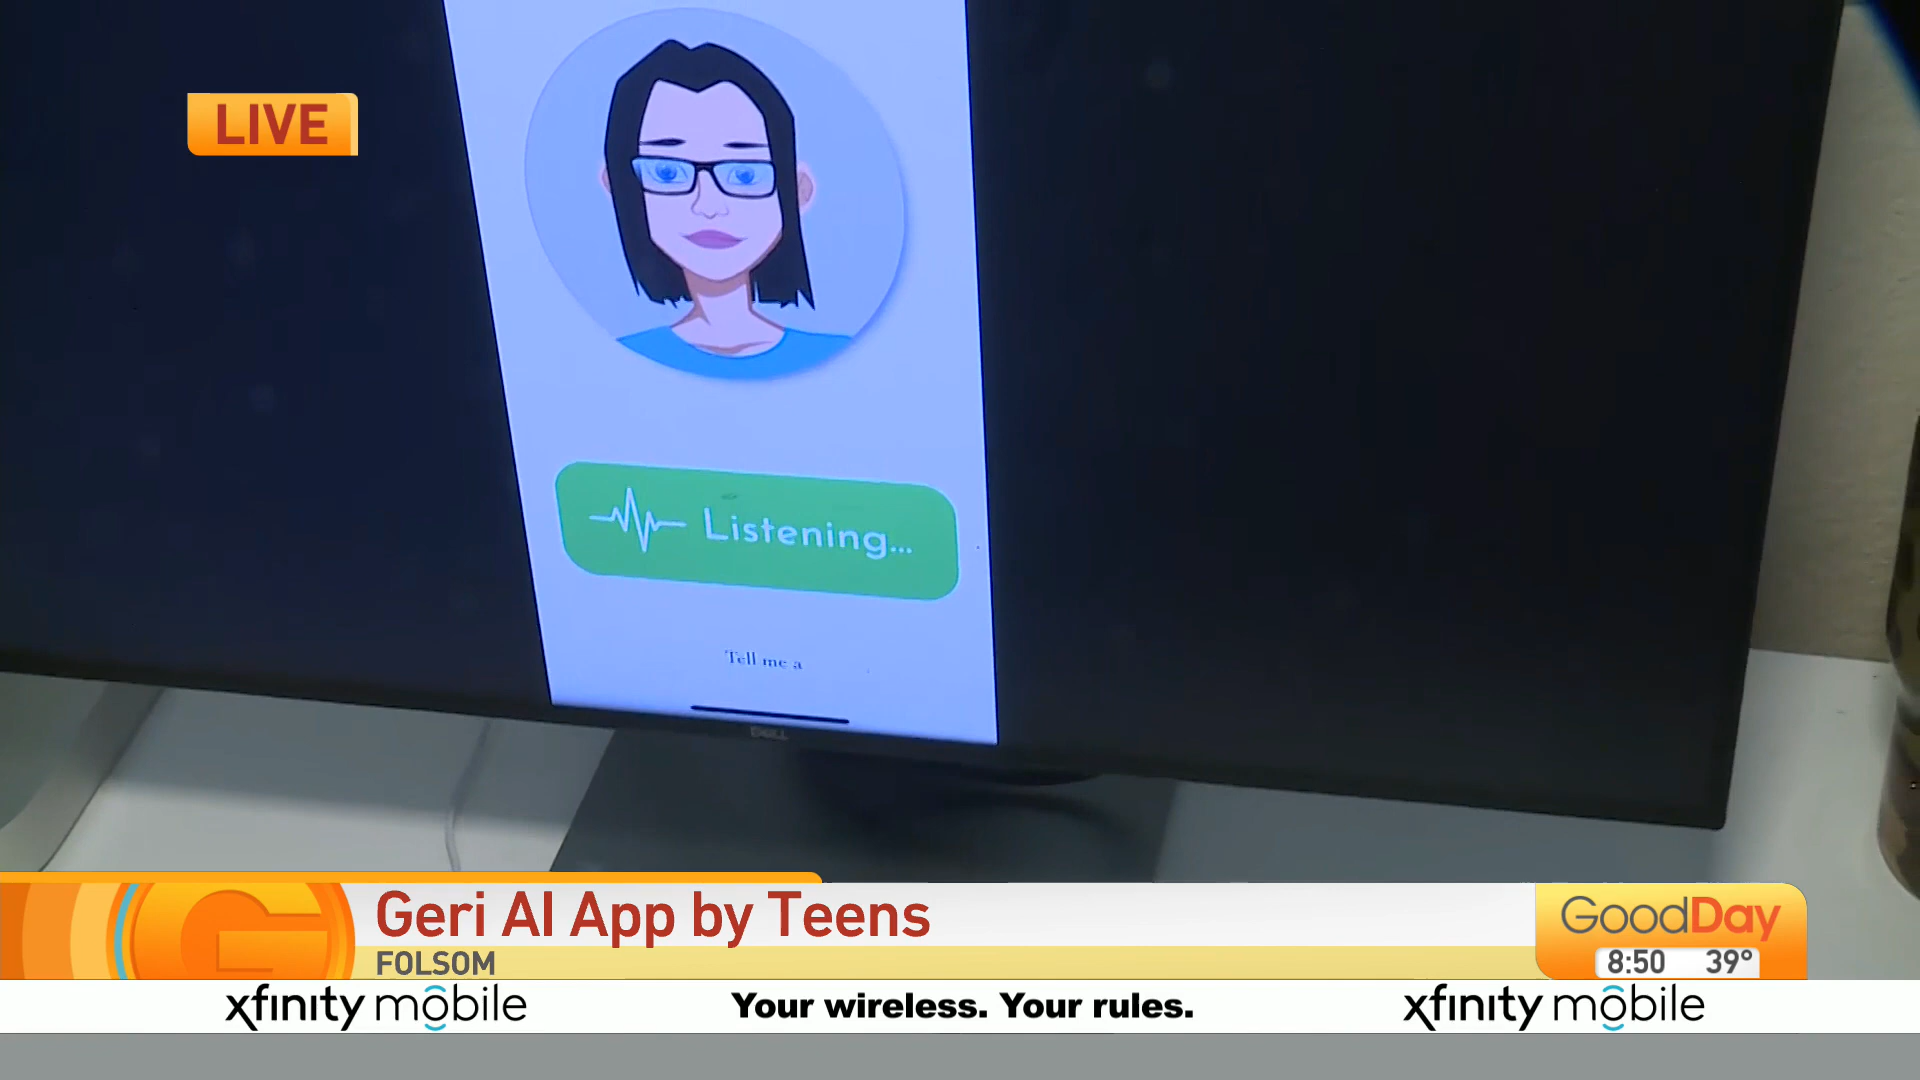 LIVE
Listening...
Tell me a
DELL
Geri AI App by Teens
FOLSOM
GoodDay
8:50 39°
xfinity mobile Your wireless. Your rules. xfinity mobile